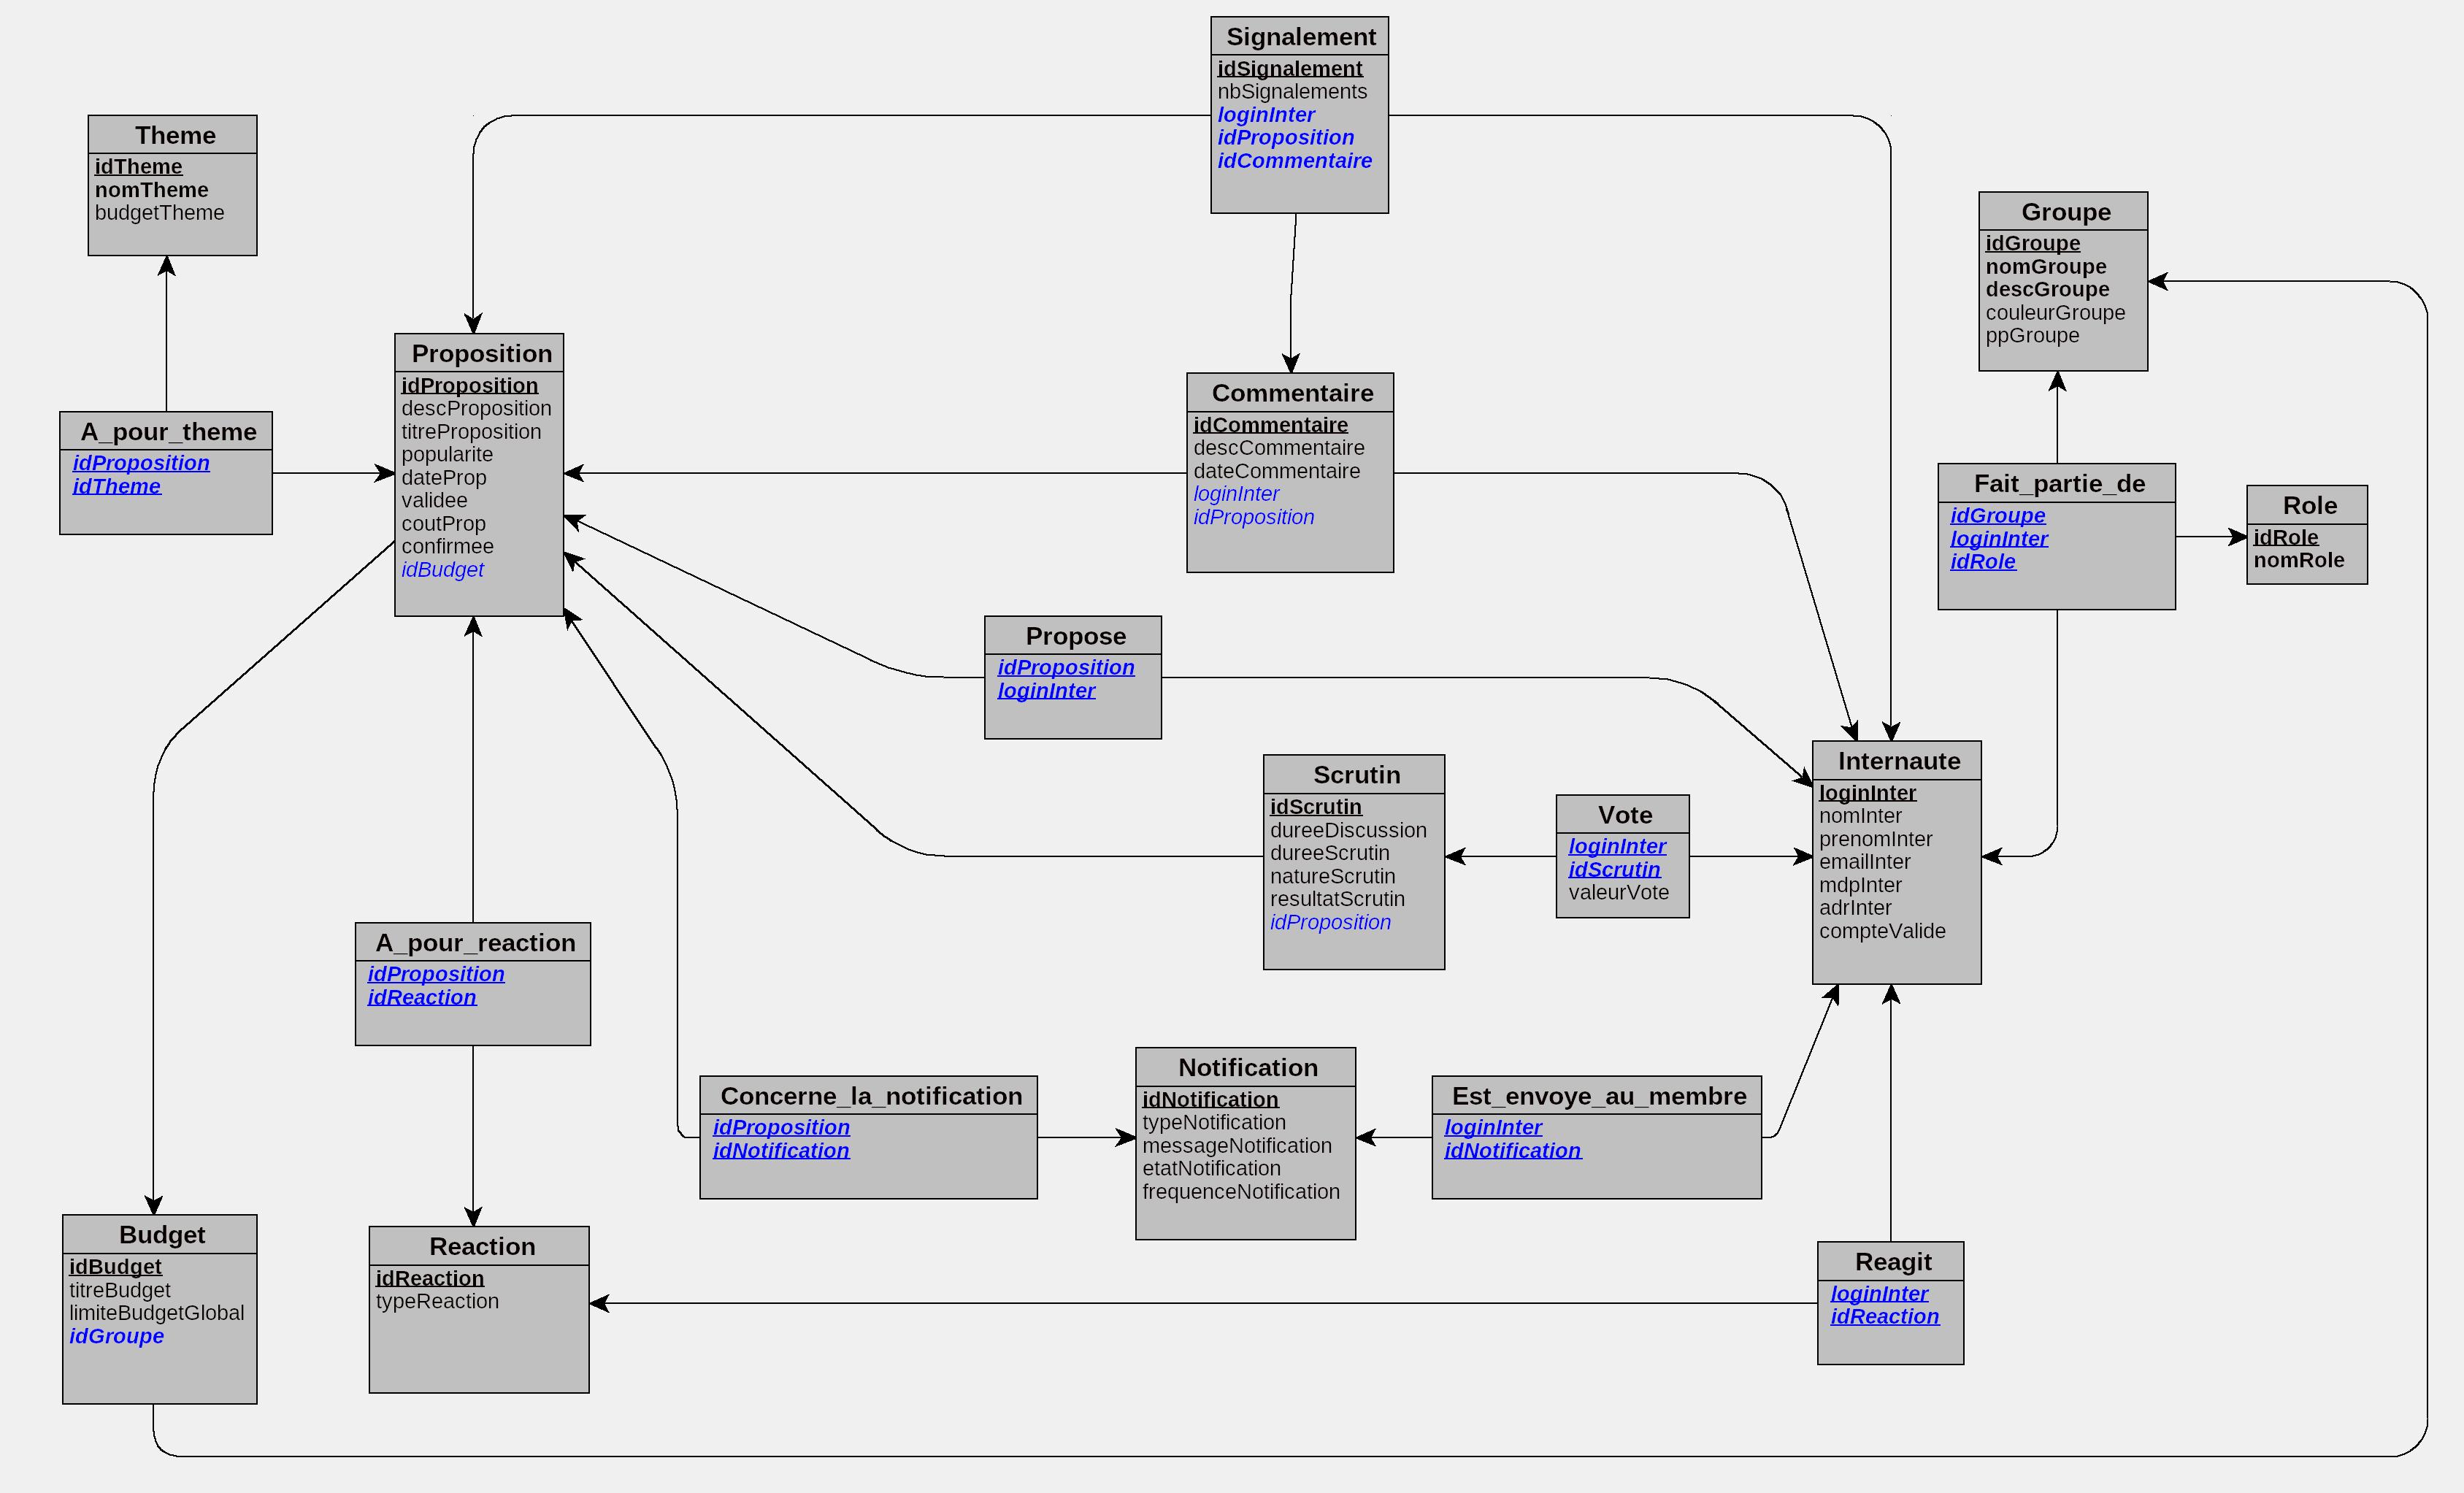 Signalement
idSignalement
nbSignalements
loginInter
idProposition
idCommentaire
Theme
idTheme
nomTheme
budgetTheme
Groupe
idGroupe
nomGroupe
descGroupe
couleurGroupe
ppGroupe
Proposition
idProposition
descProposition
titreProposition
popularite
dateProp
validee
coutProp
confirmee
idBudget
Commentaire
idCommentaire
descCommentaire
dateCommentaire
loginInter
idProposition
A_pour_theme
idProposition
idTheme
Fait_partie_de
idGroupe
loginInter
idRole
Role
idRole
nomRole
Propose
idProposition
loginInter
Internaute
loginInter
nomInter
prenomInter
emailInter
mdpInter
adrInter
compteValide
Scrutin
idScrutin
dureeDiscussion
dureeScrutin
natureScrutin
resultatScrutin
idProposition
Vote
loginInter
idScrutin
valeurVote
A_pour_reaction
idProposition
idReaction
Notification
idNotification
typeNotification
messageNotification
etatNotification
frequenceNotification
Concerne_la_notification
idProposition
idNotification
Est_envoye_au_membre
loginInter
idNotification
Budget
idBudget
titreBudget
limiteBudgetGlobal
idGroupe
Reaction
idReaction
typeReaction
Reagit
loginInter
idReaction